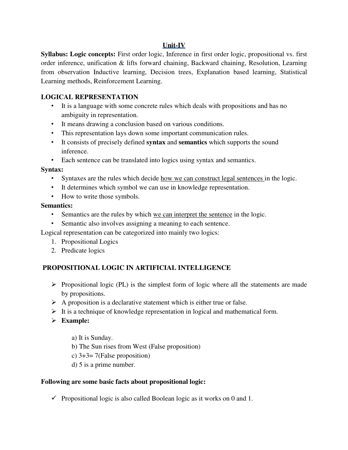 Unit-IV
Syllabus: Logic concepts: First order logic, Inference in first order logic, propositional vs. first
order inference, unification & lifts forward chaining, Backward chaining, Resolution, Learning
from observation Inductive learning, Decision trees, Explanation based learning, Statistical
Learning methods, Reinforcement Learning.
LOGICAL REPRESENTATION
• It is a language with some concrete rules which deals with propositions and has no
ambiguity in representation.
• It means drawing a conclusion based on various conditions.
• This representation lays down some important communication rules.
• It consists of precisely defined syntax and semantics which supports the sound
inference.
• Each sentence can be translated into logics using syntax and semantics.
Syntax:
• Syntaxes are the rules which decide how we can construct legal sentences in the logic.
• It determines which symbol we can use in knowledge representation.
• How to write those symbols.
Semantics:
• Semantics are the rules by which we can interpret the sentence in the logic.
• Semantic also involves assigning a meaning to each sentence.
Logical representation can be categorized into mainly two logics:
1. Propositional Logics
2. Predicate logics
PROPOSITIONAL LOGIC IN ARTIFICIAL INTELLIGENCE
➢ Propositional logic (PL) is the simplest form of logic where all the statements are made
by propositions.
➢ A proposition is a declarative statement which is either true or false.
➢ It is a technique of knowledge representation in logical and mathematical form.
➢ Example:
a) It is Sunday.
b) The Sun rises from West (False proposition)
c) 3+3= 7(False proposition)
d) 5 is a prime number.
Following are some basic facts about propositional logic:
✓ Propositional logic is also called Boolean logic as it works on 0 and 1.